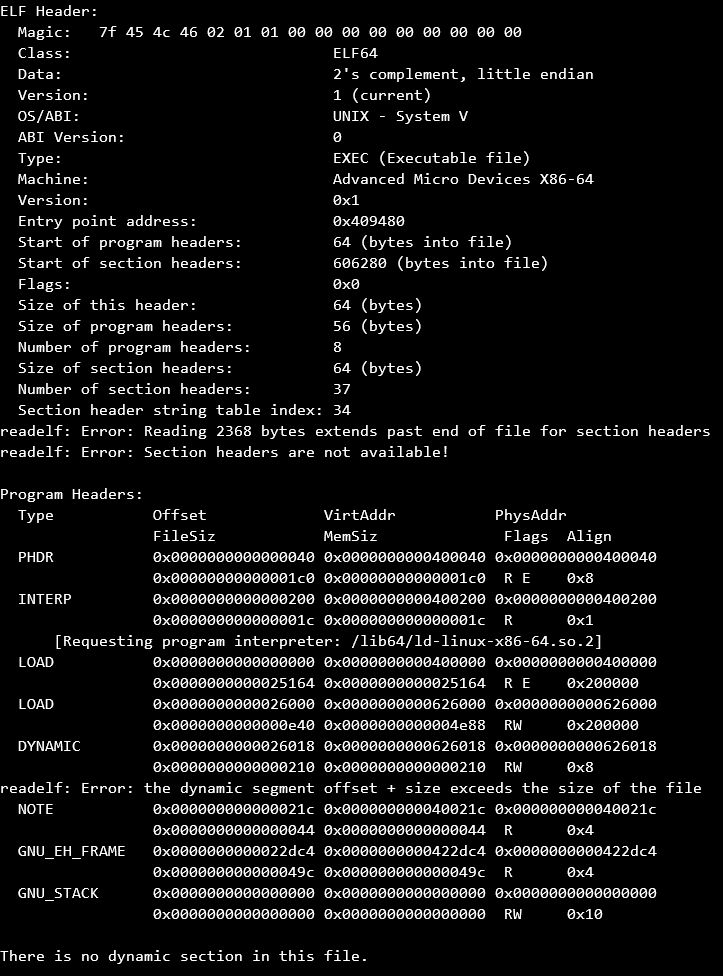 ELF Header:
  Magic:   7f 45 4c 46 02 01 01 00 00 00 00 00 00 00 00 00
  Class:                             ELF64
  Data:                              2's complement, little endian
  Version:                           1 (current)
  OS/ABI:                            UNIX - System V
  ABI Version:                       0
  Type:                              EXEC (Executable file)
  Machine:                           Advanced Micro Devices X86-64
  Version:                           0x1
  Entry point address:               0x409480
  Start of program headers:          64 (bytes into file)
  Start of section headers:          606280 (bytes into file)
  Flags:                             0x0
  Size of this header:               64 (bytes)
  Size of program headers:           56 (bytes)
  Number of program headers:         8
  Size of section headers:           64 (bytes)
  Number of section headers:         37
  Section header string table index: 34
readelf: Error: Reading 2368 bytes extends past end of file for section headers
readelf: Error: Section headers are not available!

Program Headers:
  Type           Offset             VirtAddr           PhysAddr
                 FileSiz            MemSiz              Flags  Align
  PHDR           0x0000000000000040 0x0000000000400040 0x0000000000400040
                 0x00000000000001c0 0x00000000000001c0  R E    0x8
  INTERP         0x0000000000000200 0x0000000000400200 0x0000000000400200
                 0x000000000000001c 0x000000000000001c  R      0x1
      [Requesting program interpreter: /lib64/ld-linux-x86-64.so.2]
  LOAD           0x0000000000000000 0x0000000000400000 0x0000000000400000
                 0x0000000000025164 0x0000000000025164  R E    0x200000
  LOAD           0x0000000000026000 0x0000000000626000 0x0000000000626000
                 0x0000000000000e40 0x0000000000004e88  RW     0x200000
  DYNAMIC        0x0000000000026018 0x0000000000626018 0x0000000000626018
                 0x0000000000000210 0x0000000000000210  RW     0x8
readelf: Error: the dynamic segment offset + size exceeds the size of the file
  NOTE           0x000000000000021c 0x000000000040021c 0x000000000040021c
                 0x0000000000000044 0x0000000000000044  R      0x4
  GNU_EH_FRAME   0x0000000000022dc4 0x0000000000422dc4 0x0000000000422dc4
                 0x000000000000049c 0x000000000000049c  R      0x4
  GNU_STACK      0x0000000000000000 0x0000000000000000 0x0000000000000000
                 0x0000000000000000 0x0000000000000000  RW     0x10

There is no dynamic section in this file.